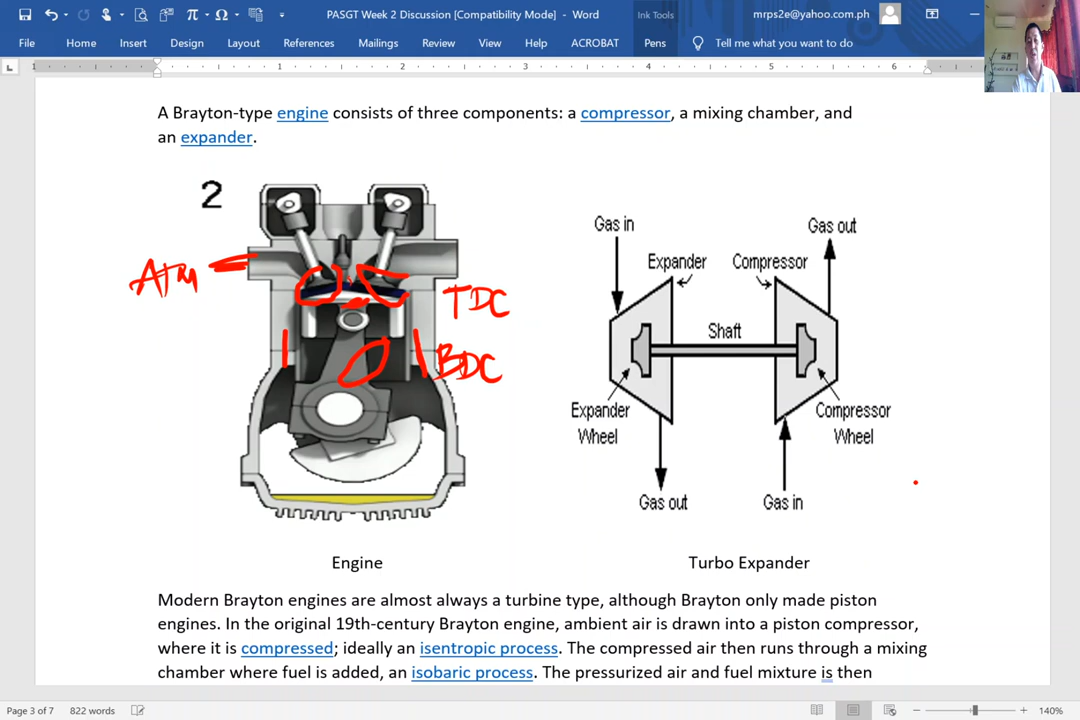 PASGT Week 2 Discussion [Compatibility Mode] - Word
Ink Tools
mrps2e@yahoo.com.ph
File Home Insert Design Layout References Mailings Review View Help ACROBAT Pens Tell me what you want to do
1 1 2 3 4 5 6
A Brayton-type engine consists of three components: a compressor, a mixing chamber, and
an expander.
2
ATM
TDC
BDC
Gas in
Gas out
Expander
Compressor
Shaft
Expander
Wheel
Compressor
Wheel
Gas out
Gas in
Engine
Turbo Expander
Modern Brayton engines are almost always a turbine type, although Brayton only made piston
engines. In the original 19th-century Brayton engine, ambient air is drawn into a piston compressor,
where it is compressed; ideally an isentropic process. The compressed air then runs through a mixing
chamber where fuel is added, an isobaric process. The pressurized air and fuel mixture is then
Page 3 of 7 822 words
140%